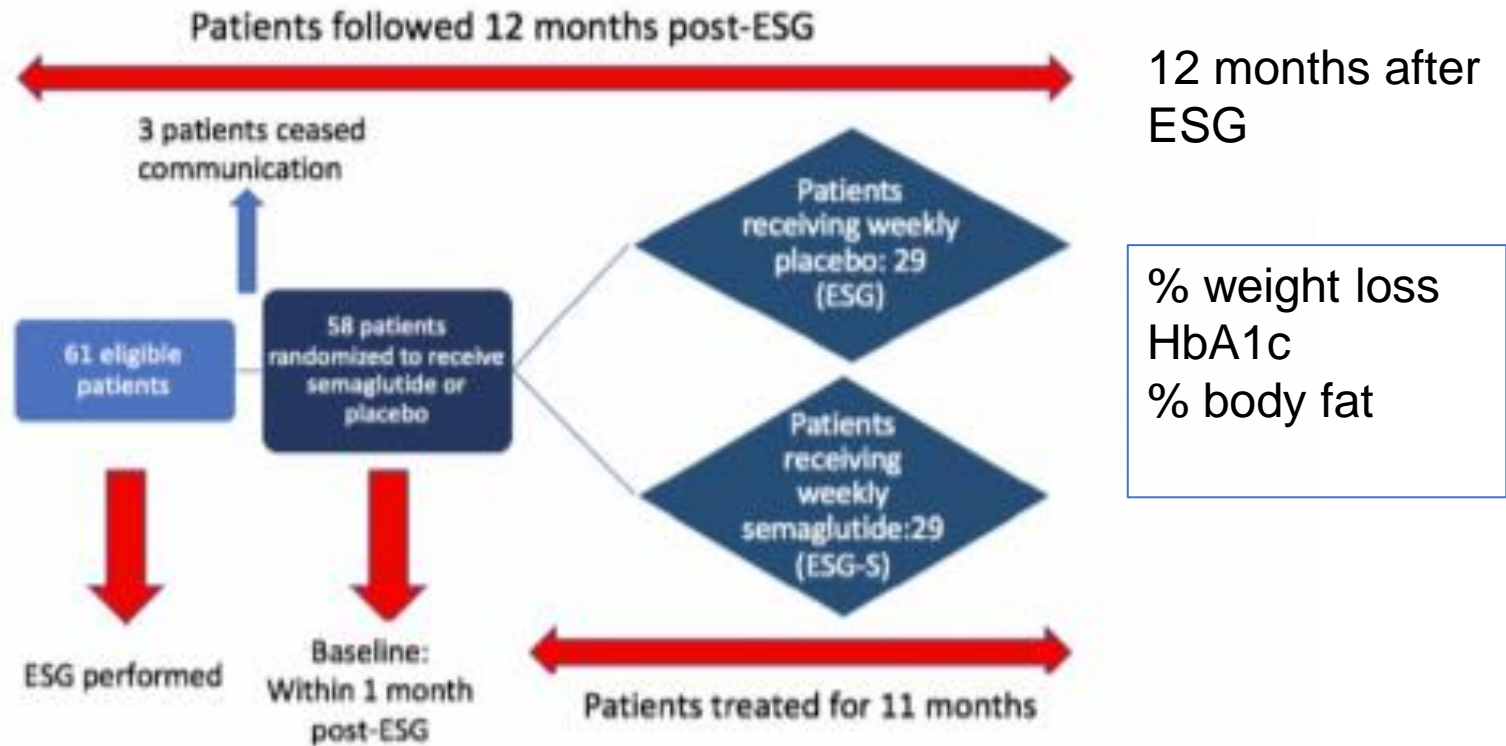 Patients followed 12 months post-ESG
12 months after
ESG
3 patients ceased
communication
61 eligible
patients
58 patients
randomized to receive
semaglutide or
placebo
Patients
receiving weekly
placebo: 29
(ESG)
Patients
receiving
weekly
semaglutide:29
(ESG-S)
% weight loss
HbA1c
% body fat
ESG performed
Baseline:
Within 1 month
post-ESG
Patients treated for 11 months